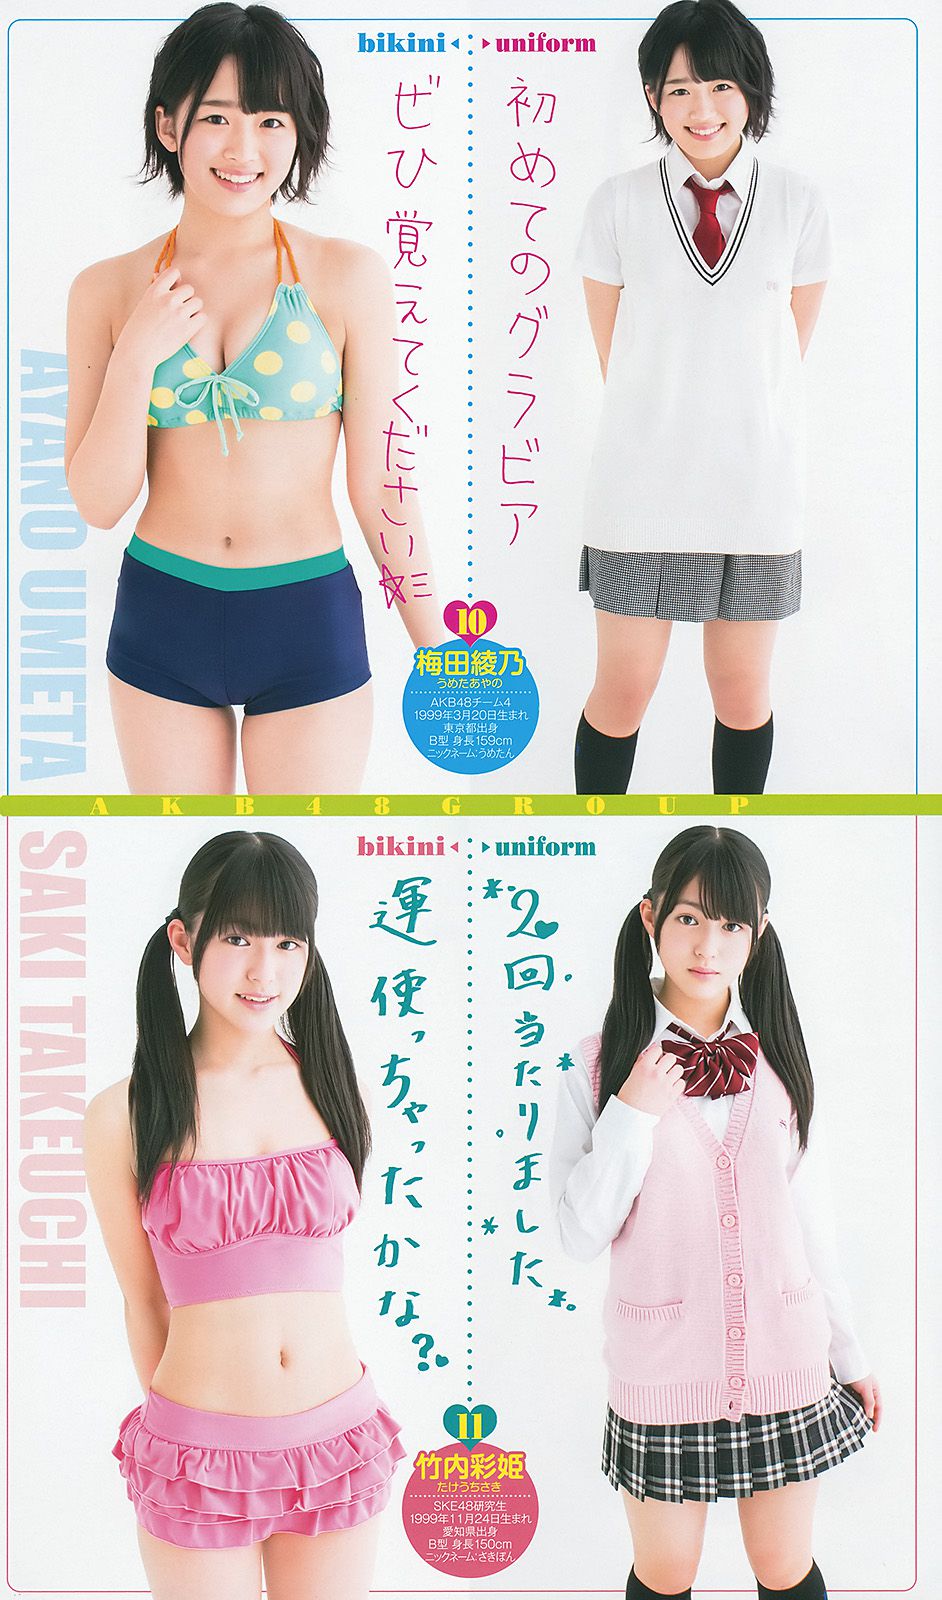 bikini
uniform
初めてのグラビア
ぜひ覚えてください
AYANO UMETA
10
梅田綾乃
うめたあやの
AKB48チーム4
1999年3月20日生まれ
東京都出身
B型 身長159cm
ニックネーム:うめたん
AKB48GROUP
bikini
uniform
2回当たりました
運使っちゃったかな?
SAKI TAKEUCHI
11
竹内彩姫
たけうちさき
SKE48研究生
1999年11月24日生まれ
愛知県出身
B型 身長150cm
ニックネーム:さきぽん